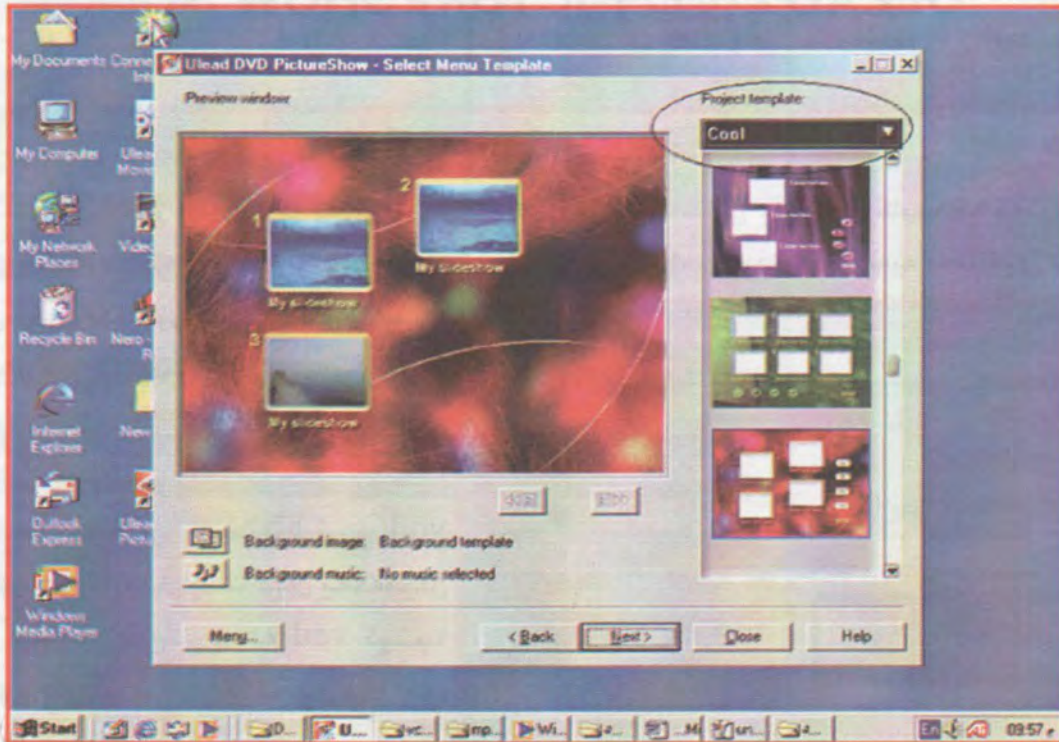 My Documents
My Computer
My Network
Places
Recycle Bin
Internet
Explorer
Outlook
Express
Windows
Media Player
Ulead DVD PictureShow - Select Menu Template
Preview window
Project template:
Cool
1
2
My slideshow
My slideshow
3
My slideshow
Background image: Background template
Background music: No music selected
Menu...
< Back
Next >
Close
Help
Start
En
09:57